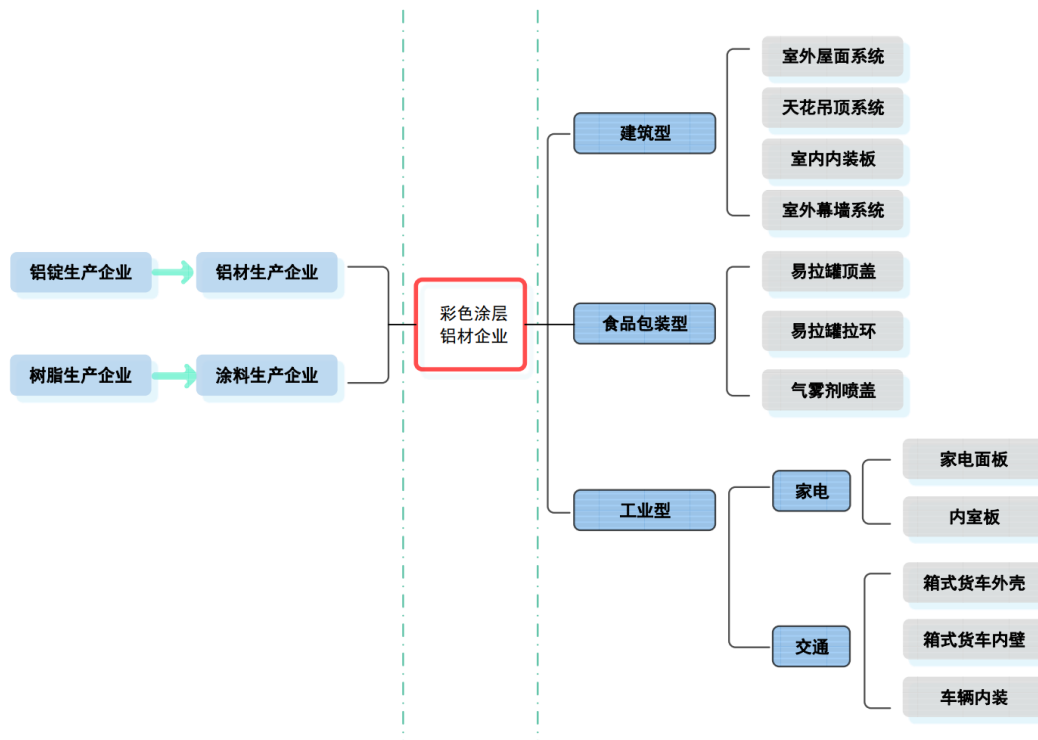 铝锭生产企业
铝材生产企业
树脂生产企业
涂料生产企业
彩色涂层
铝材企业
建筑型
室外屋面系统
天花吊顶系统
室内内装板
室外幕墙系统
食品包装型
易拉罐顶盖
易拉罐拉环
气雾剂喷盖
工业型
家电
家电面板
内室板
交通
箱式货车外壳
箱式货车内壁
车辆内装